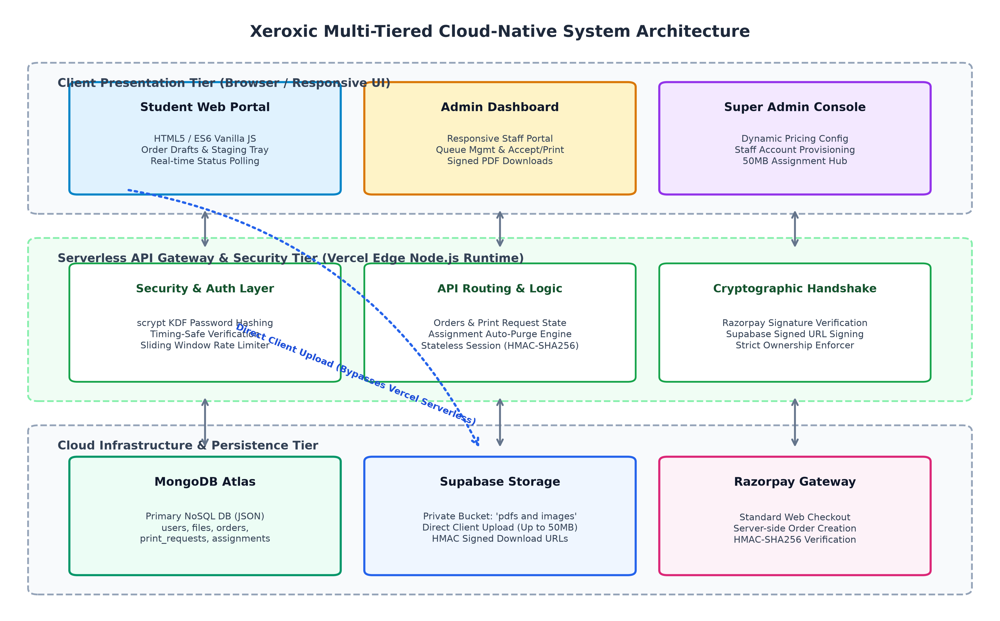 Xeroxic Multi-Tiered Cloud-Native System Architecture
Client Presentation Tier (Browser / Responsive UI)
Student Web Portal
HTML5 / ES6 Vanilla JS
Order Drafts & Staging Tray
Real-time Status Polling
Admin Dashboard
Responsive Staff Portal
Queue Mgmt & Accept/Print
Signed PDF Downloads
Super Admin Console
Dynamic Pricing Config
Staff Account Provisioning
50MB Assignment Hub
Serverless API Gateway & Security Tier (Vercel Edge Node.js Runtime)
Security & Auth Layer
scrypt KDF Password Hashing
Timing-Safe Verification
Sliding Window Rate Limiter
API Routing & Logic
Orders & Print Request State
Assignment Auto-Purge Engine
Stateless Session (HMAC-SHA256)
Cryptographic Handshake
Razorpay Signature Verification
Supabase Signed URL Signing
Strict Ownership Enforcer
Direct Client Upload (Bypasses Vercel Serverless)
Cloud Infrastructure & Persistence Tier
MongoDB Atlas
Primary NoSQL DB (JSON)
users, files, orders,
print_requests, assignments
Supabase Storage
Private Bucket: 'pdfs and images'
Direct Client Upload (Up to 50MB)
HMAC Signed Download URLs
Razorpay Gateway
Standard Web Checkout
Server-side Order Creation
HMAC-SHA256 Verification